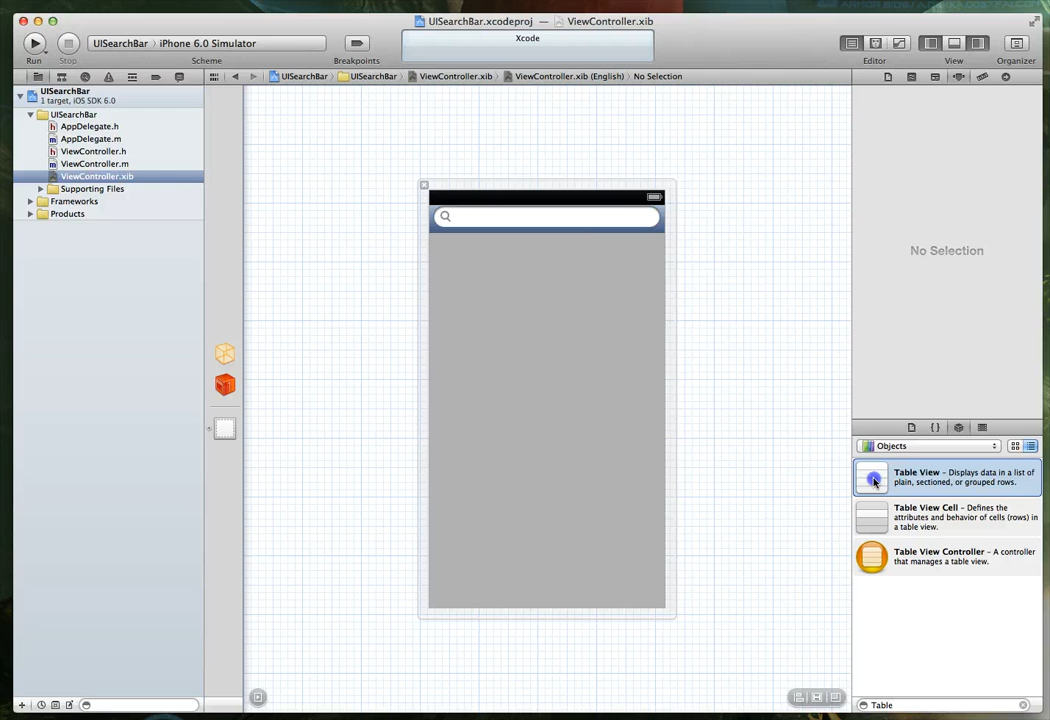 UISearchBar.xcodeproj — ViewController.xib
UISearchBar › iPhone 6.0 Simulator
Xcode
Run
Stop
Scheme
Breakpoints
Editor
View
Organizer
UISearchBar
UISearchBar
ViewController.xib
ViewController.xib (English)
No Selection
UISearchBar
1 target, iOS SDK 6.0
UISearchBar
AppDelegate.h
AppDelegate.m
ViewController.h
ViewController.m
ViewController.xib
Supporting Files
Frameworks
Products
No Selection
Objects
Table View – Displays data in a list of
plain, sectioned, or grouped rows.
Table View Cell – Defines the
attributes and behavior of cells (rows) in
a table view.
Table View Controller – A controller
that manages a table view.
Table